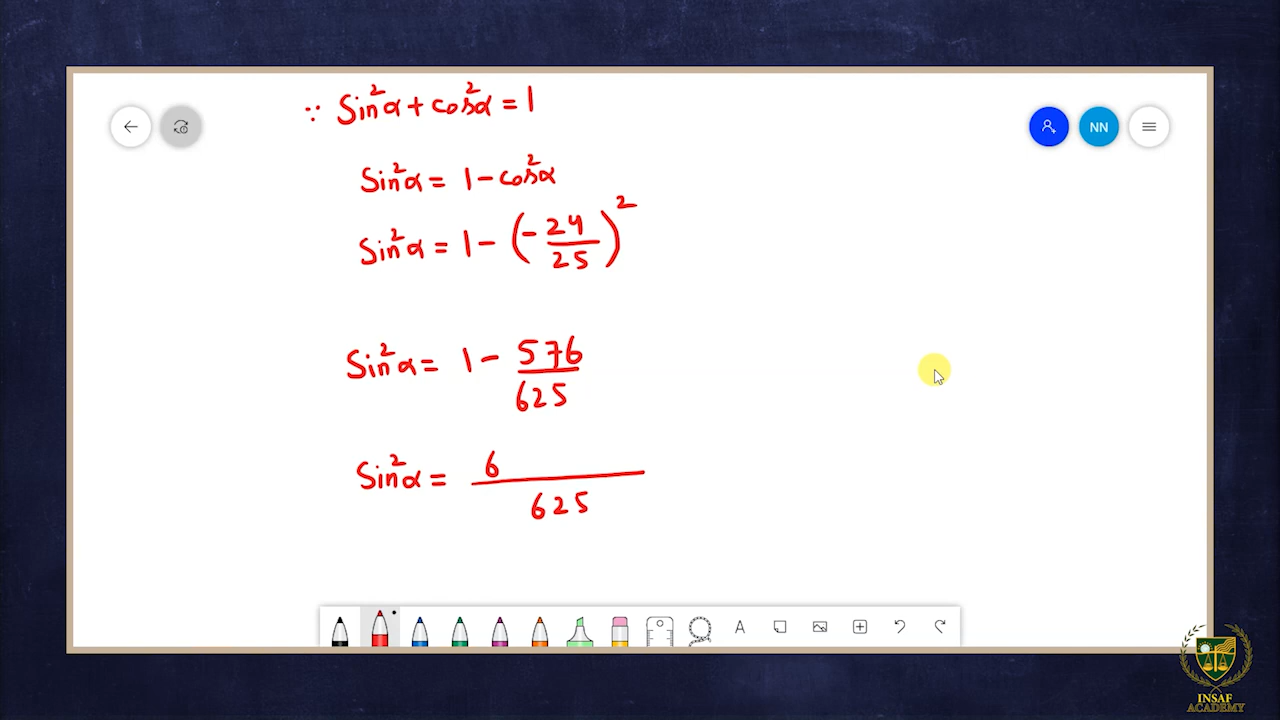 ∵ Sin²α + cos²α = 1
NN
Sin²α = 1 - cos²α
Sin²α = 1 - (-24/25)²
Sin²α = 1 - 576/625
Sin²α = 6 /625
A
INSAF
ACADEMY